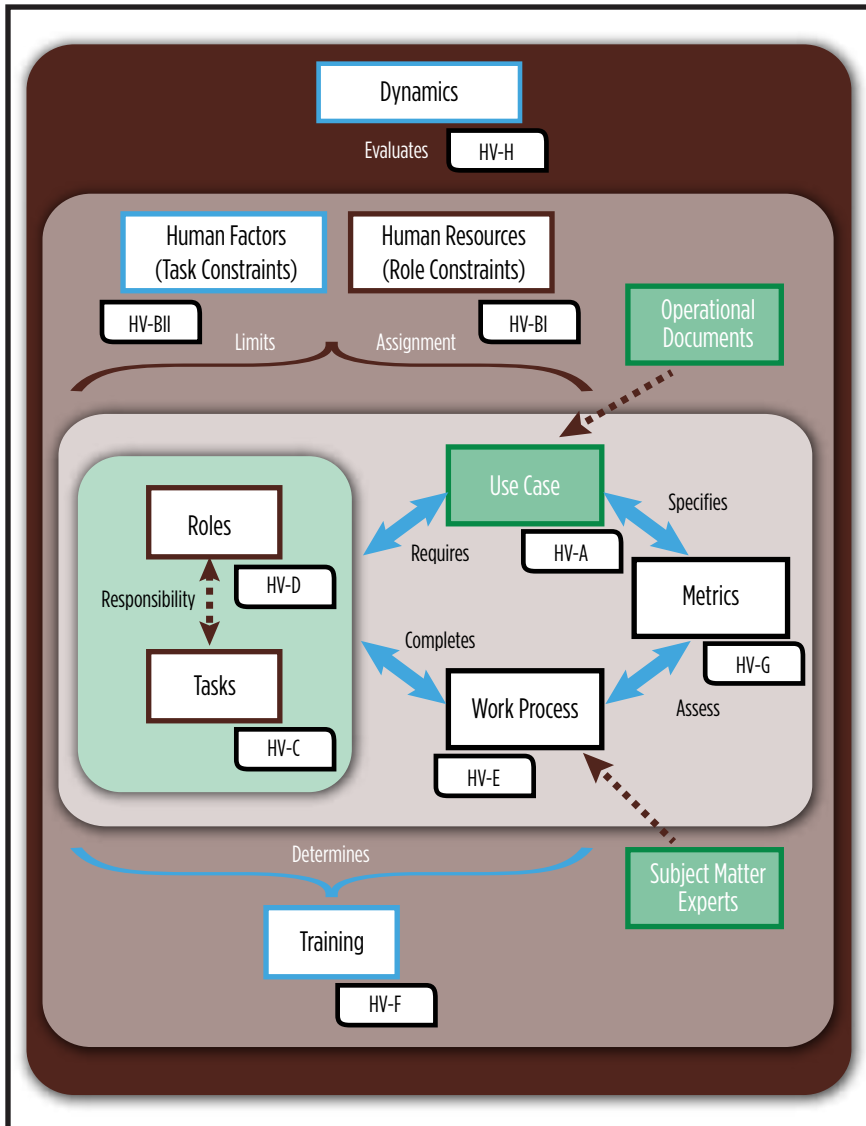 Dynamics
Evaluates
HV-H
Human Factors
(Task Constraints)
Human Resources
(Role Constraints)
HV-BII
HV-BI
Limits
Assignment
Operational
Documents
Use Case
Specifies
Roles
Requires
HV-A
HV-D
Responsibility
Metrics
Completes
HV-G
Tasks
Work Process
Assess
HV-C
HV-E
Determines
Subject Matter
Experts
Training
HV-F